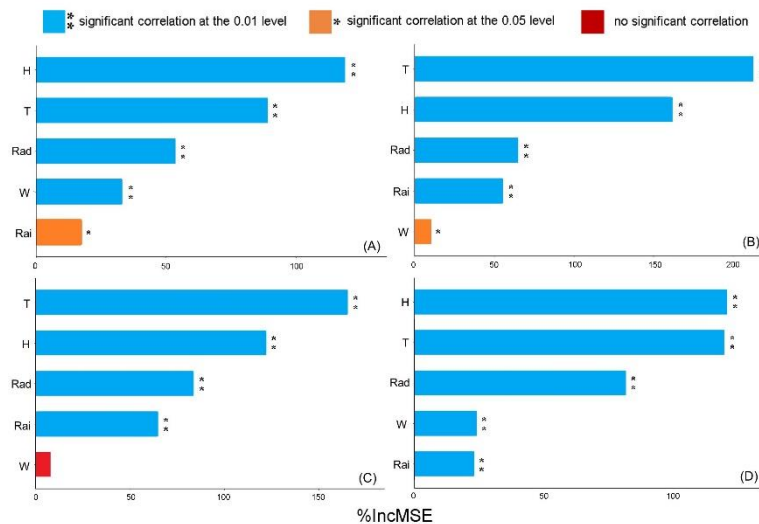 ** significant correlation at the 0.01 level
* significant correlation at the 0.05 level
no significant correlation
H **
T **
Rad **
W **
Rai *
(A)
0 50 100
T
H **
Rad **
Rai **
W *
(B)
0 50 100 150 200
T **
H **
Rad **
Rai **
W
(C)
0 50 100 150
H **
T **
Rad **
W **
Rai **
(D)
0 50 100
%IncMSE